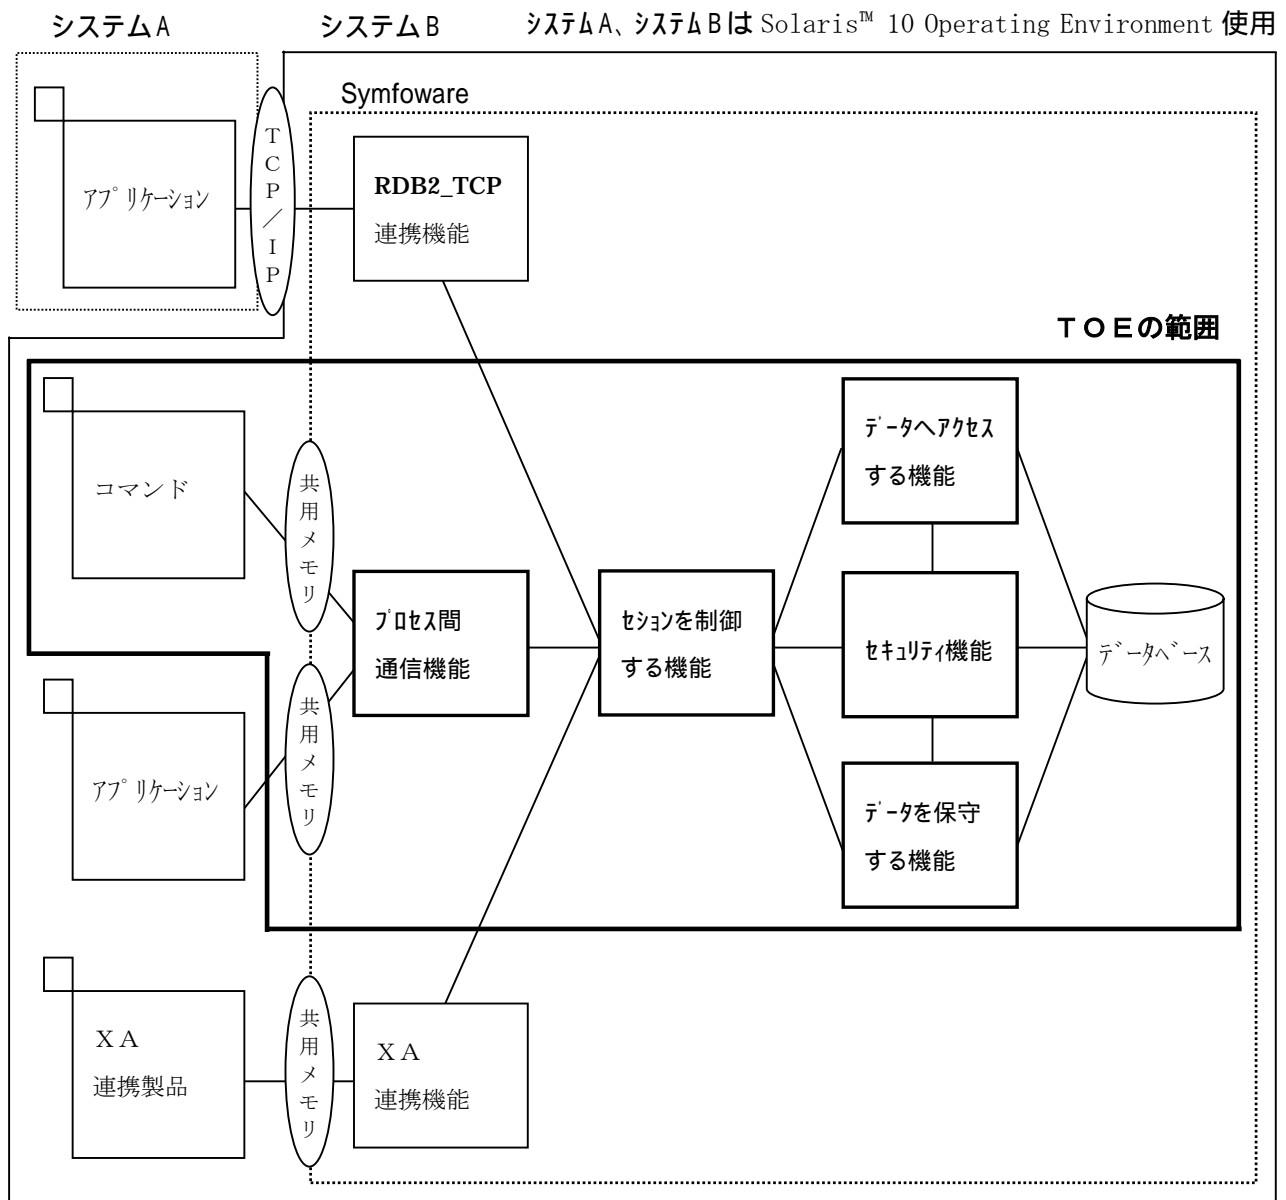 システムA
システムB
システムA、システムBは Solaris™ 10 Operating Environment 使用
Symfoware
アプリケーション
TCP/IP
RDB2_TCP
連携機能
TOEの範囲
コマンド
共用メモリ
プロセス間
通信機能
セションを制御
する機能
データへアクセス
する機能
セキュリティ機能
データベース
アプリケーション
共用メモリ
データを保守
する機能
XA
連携製品
共用メモリ
XA
連携機能